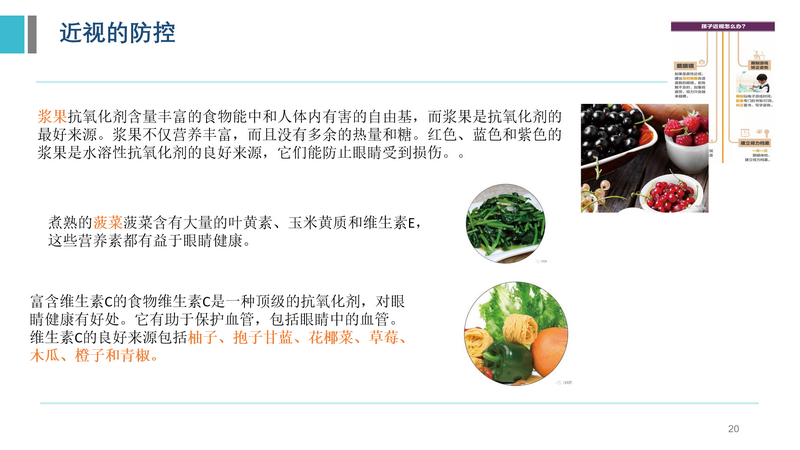 近视的防控
孩子近视怎么办?
浆果抗氧化剂含量丰富的食物能中和人体内有害的自由基，而浆果是抗氧化剂的
最好来源。浆果不仅营养丰富，而且没有多余的热量和糖。红色、蓝色和紫色的
浆果是水溶性抗氧化剂的良好来源，它们能防止眼睛受到损伤。。
建立视力档案
煮熟的菠菜菠菜含有大量的叶黄素、玉米黄质和维生素E，
这些营养素都有益于眼睛健康。
富含维生素C的食物维生素C是一种顶级的抗氧化剂，对眼
睛健康有好处。它有助于保护血管，包括眼睛中的血管。
维生素C的良好来源包括柚子、抱子甘蓝、花椰菜、草莓、
木瓜、橙子和青椒。
20